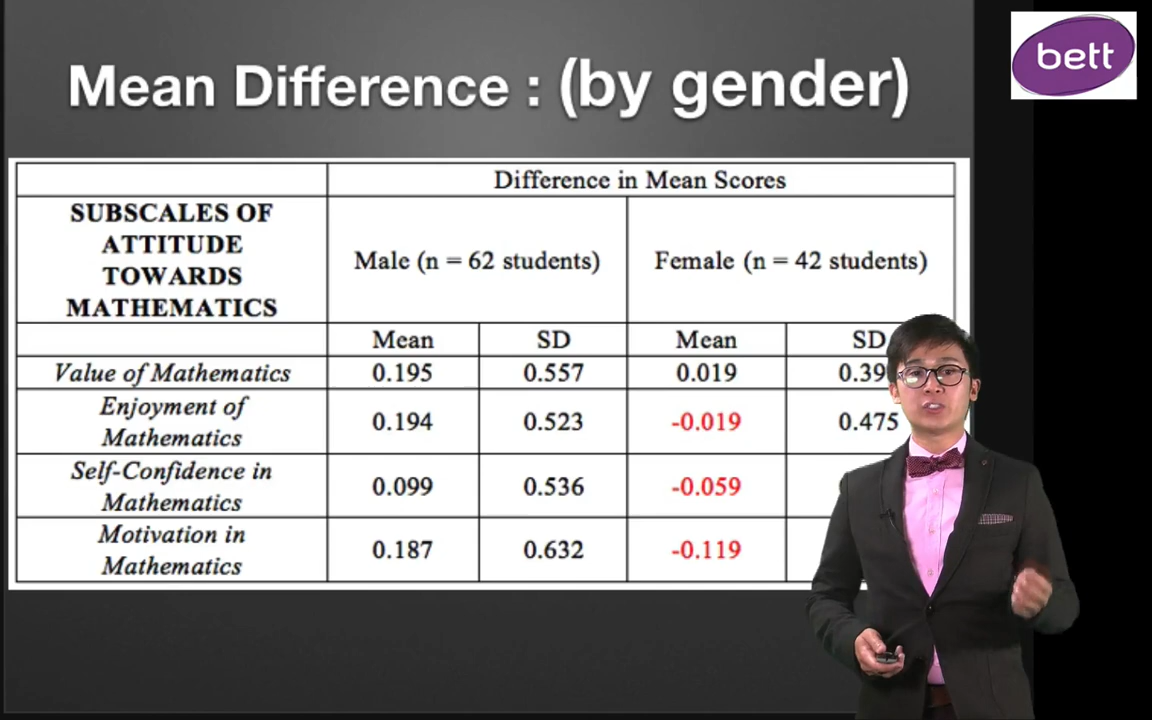 bett
Mean Difference : (by gender)
Difference in Mean Scores
SUBSCALES OF
ATTITUDE
TOWARDS
MATHEMATICS
Male (n = 62 students)
Female (n = 42 students)
Mean SD Mean SD
Value of Mathematics 0.195 0.557 0.019
Enjoyment of
Mathematics
0.194 0.523 -0.019 0.475
Self-Confidence in
Mathematics
0.099 0.536 -0.059
Motivation in
Mathematics
0.187 0.632 -0.119